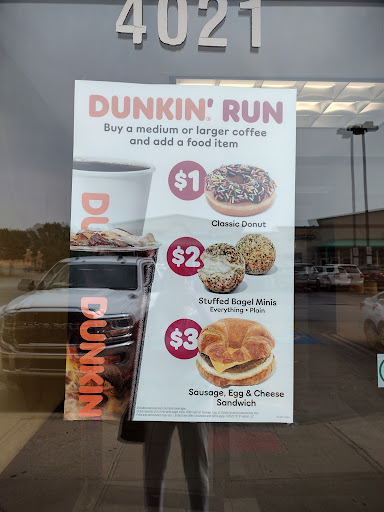 4021
DUNKIN' RUN
Buy a medium or larger coffee
and add a food item
$1
Classic Donut
$2
Stuffed Bagel Minis
Everything • Plain
$3
Sausage, Egg & Cheese
Sandwich
DU
DUNKIN